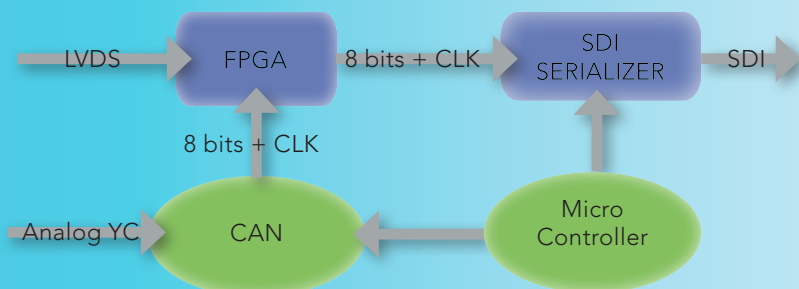 LVDS
FPGA
8 bits + CLK
SDI
SERIALIZER
SDI
8 bits + CLK
Analog YC
CAN
Micro
Controller